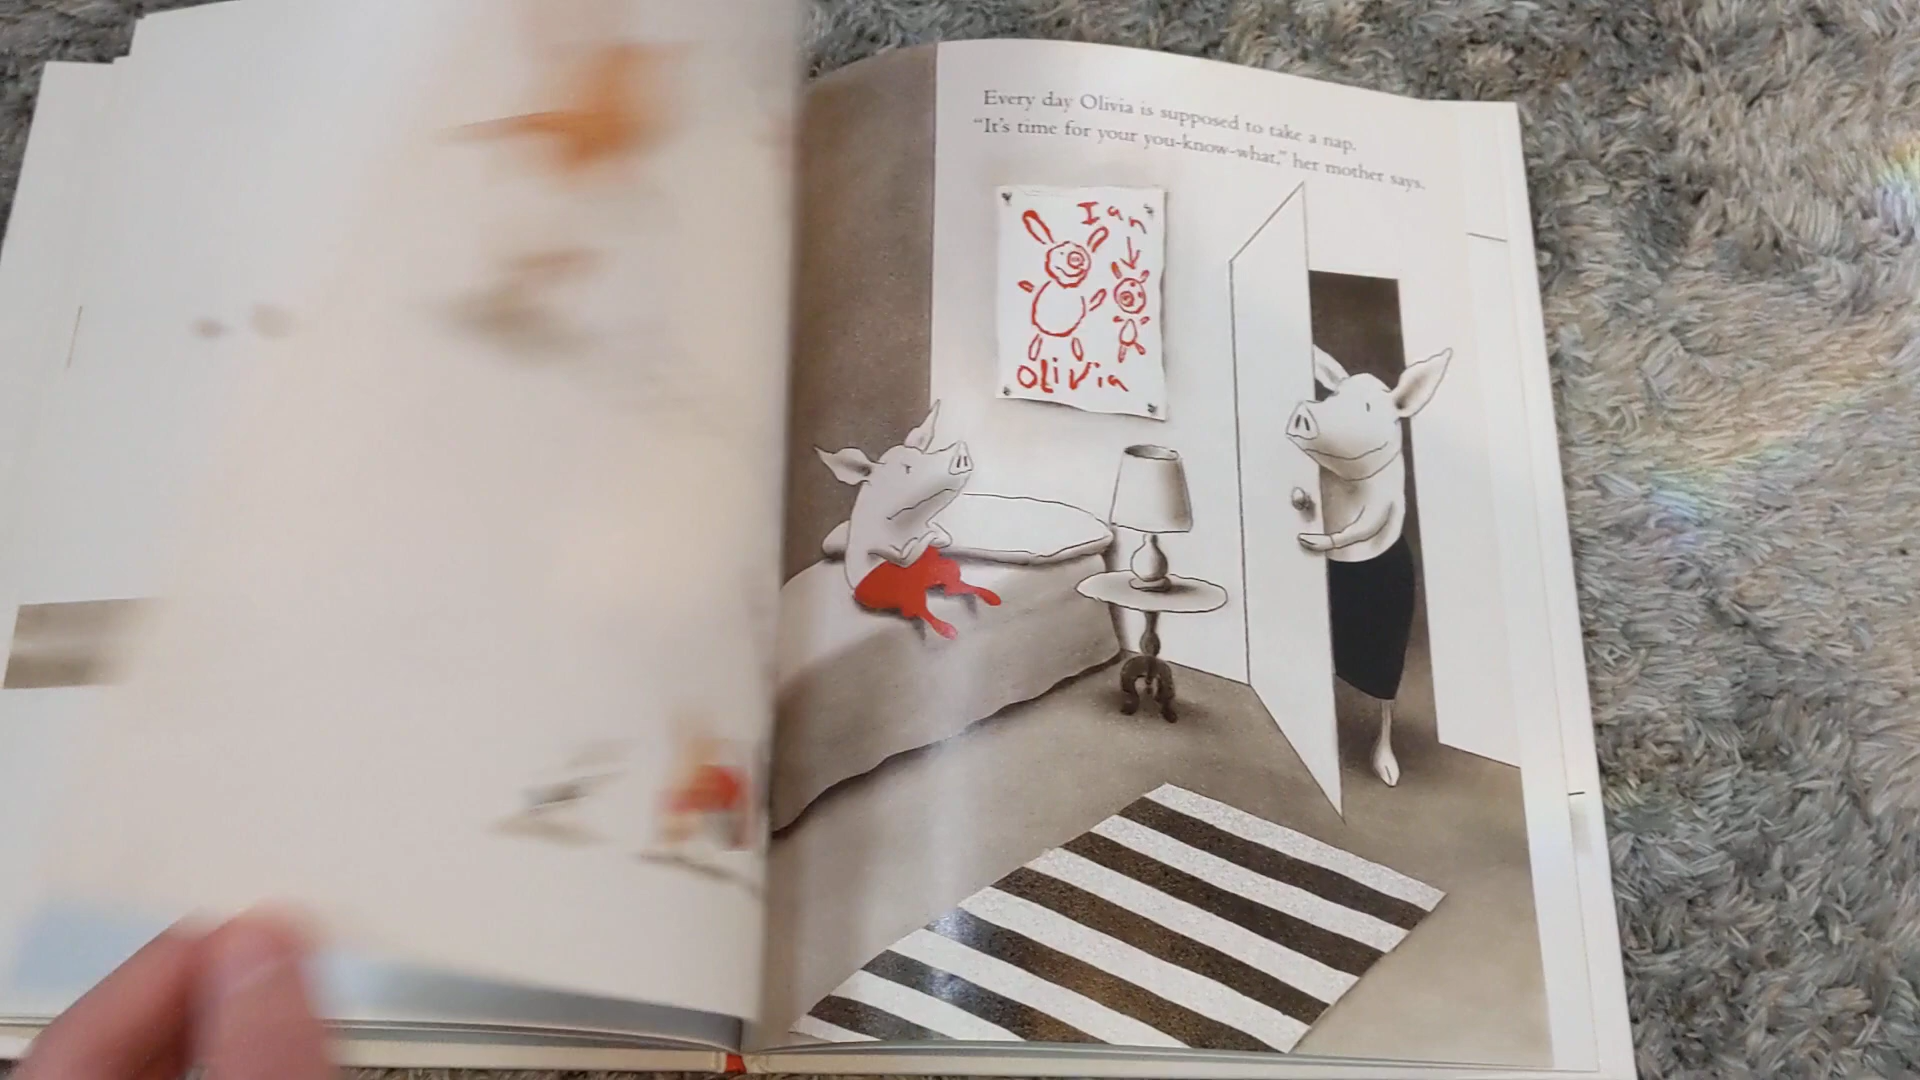 Every day Olivia is supposed to take a nap.
“It’s time for your you-know-what,” her mother says.
Ian
OliVia